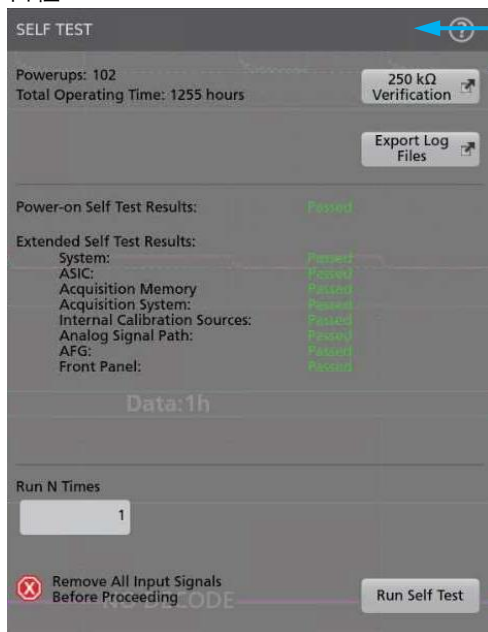 SELF TEST
?
Powerups: 102
Total Operating Time: 1255 hours
250 kΩ
Verification
Export Log
Files
Power-on Self Test Results: Passed
Extended Self Test Results:
System: Passed
ASIC: Passed
Acquisition Memory Passed
Acquisition System: Passed
Internal Calibration Sources: Passed
Analog Signal Path: Passed
AFG: Passed
Front Panel: Passed
Data:1h
Run N Times
1
Remove All Input Signals
Before Proceeding
NO DECODE
Run Self Test